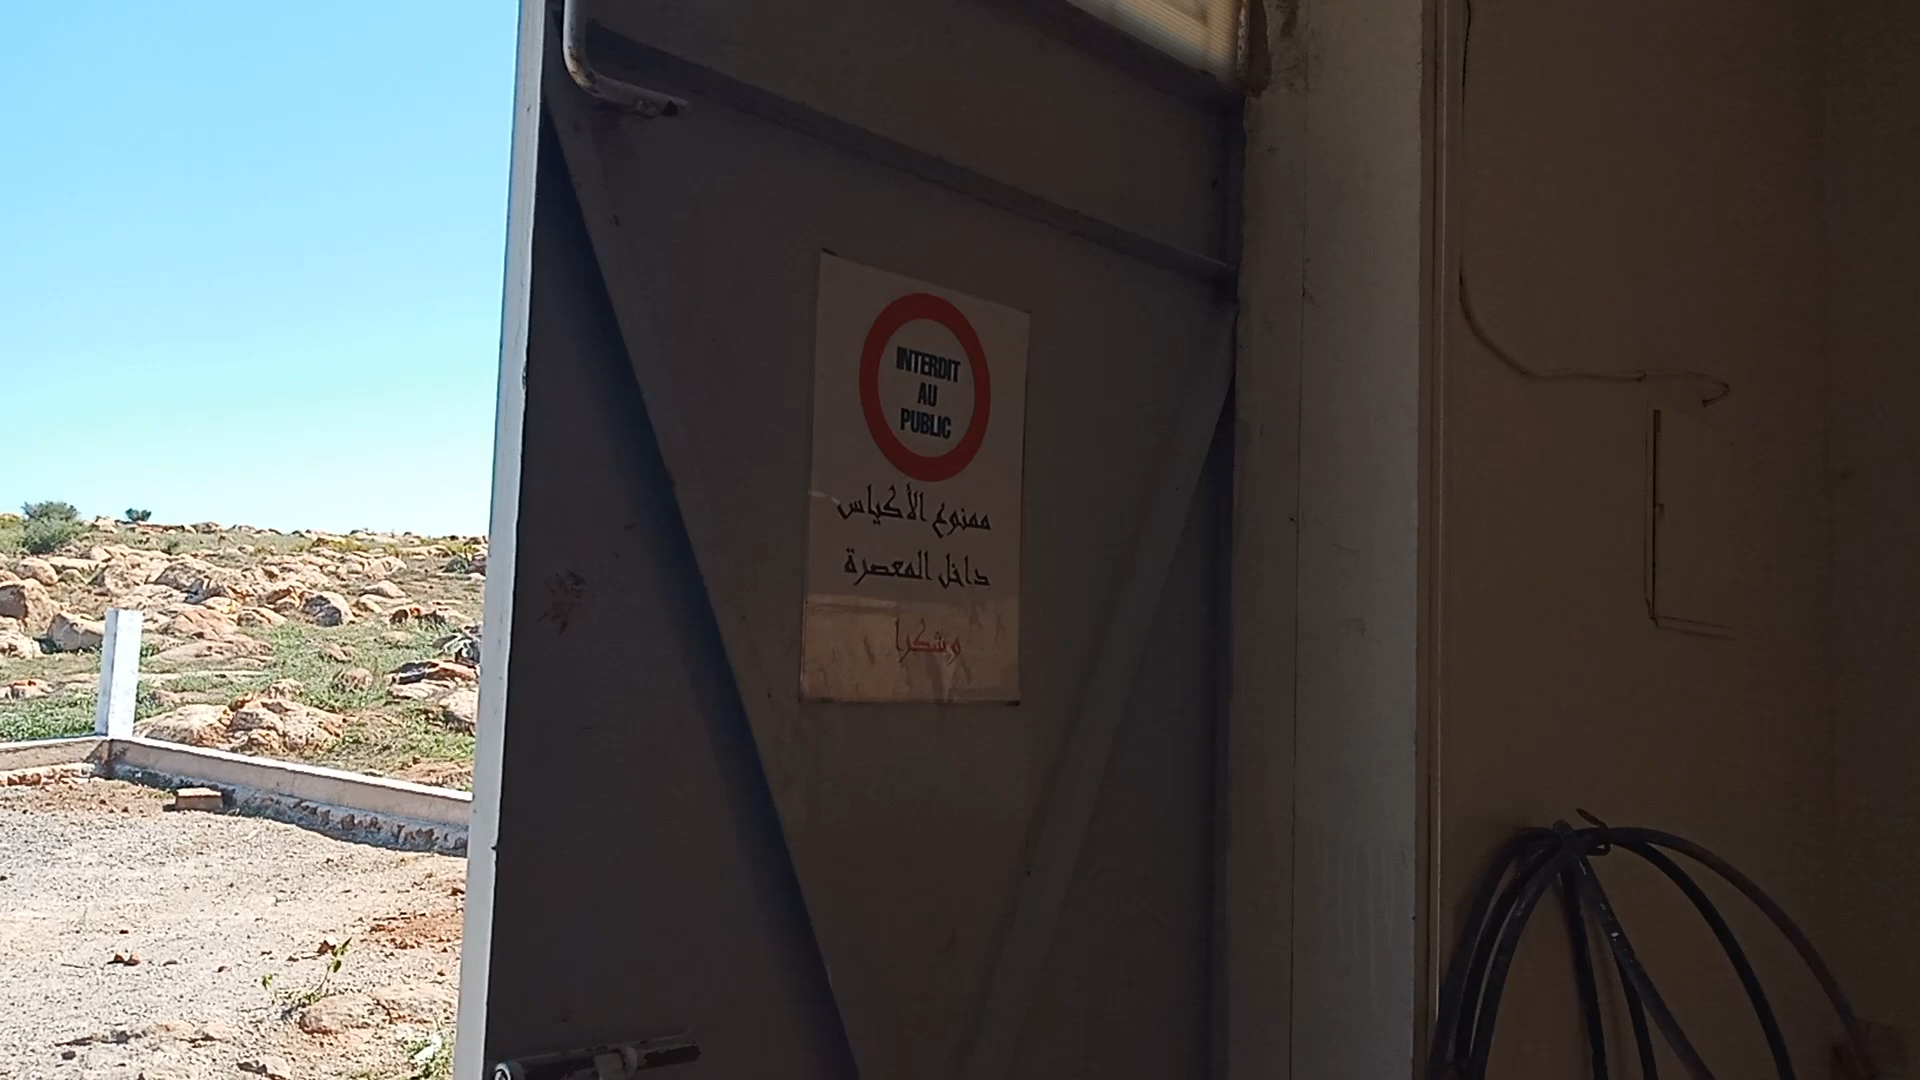 INTERDIT
AU
PUBLIC
ممنوع الأكياس
داخل المعصرة
وشكرا